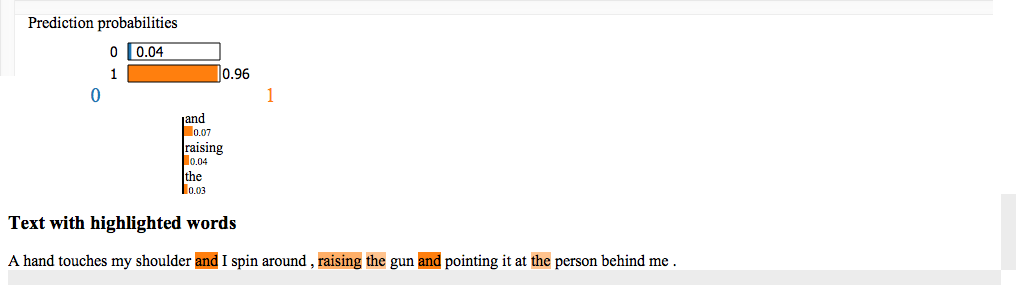 Prediction probabilities
0 0.04
1 0.96
0 1
and
0.07
raising
0.04
the
0.03
Text with highlighted words
A hand touches my shoulder and I spin around , raising the gun and pointing it at the person behind me .